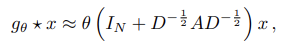 g_θ ⋆ x ≈ θ (I_N + D^{-1/2} A D^{-1/2}) x ,